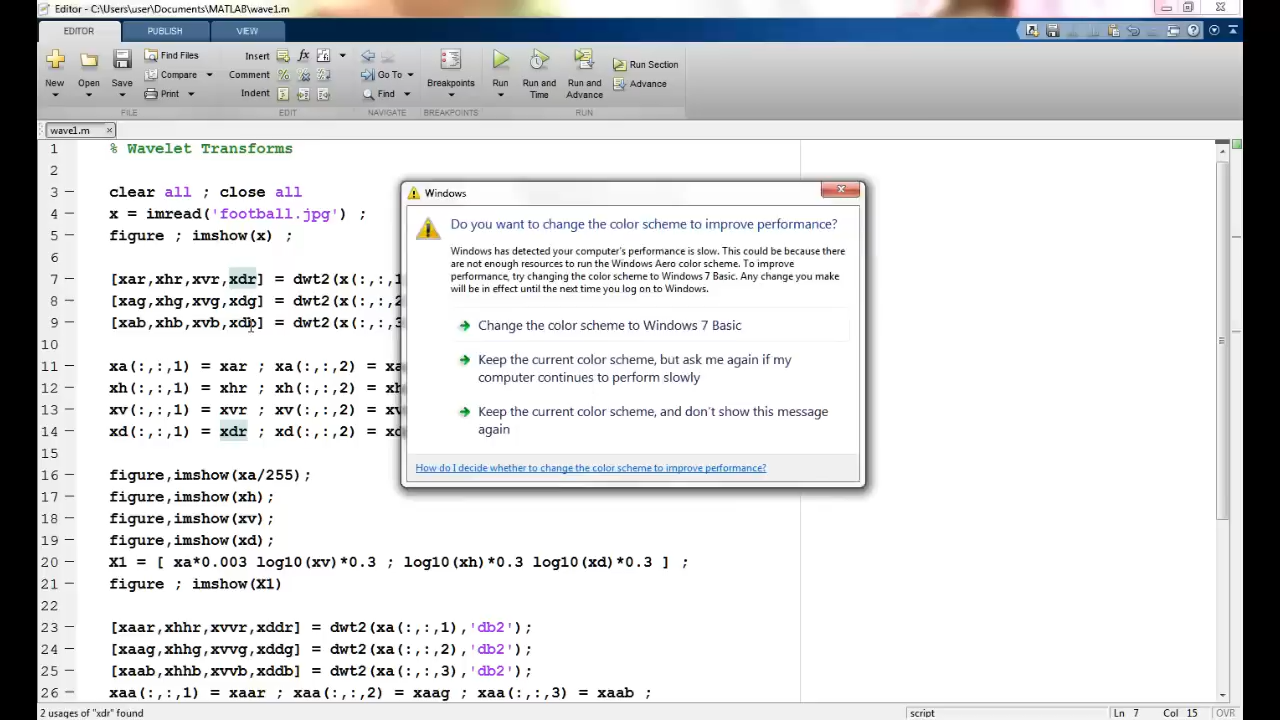 Editor - C:\Users\user\Documents\MATLAB\wave1.m
EDITOR PUBLISH VIEW
New Open Save Find Files Compare Print Insert Comment Indent fx Go To Find Breakpoints Run Run and Time Run and Advance Run Section Advance
FILE EDIT NAVIGATE BREAKPOINTS RUN
wave1.m
1 % Wavelet Transforms
2
3 clear all ; close all
4 x = imread('football.jpg') ;
5 figure ; imshow(x) ;
6
7 [xar,xhr,xvr,xdr] = dwt2(x(:,:,1
8 [xag,xhg,xvg,xdg] = dwt2(x(:,:,2
9 [xab,xhb,xvb,xdb] = dwt2(x(:,:,3
10
11 xa(:,:,1) = xar ; xa(:,:,2) = xa
12 xh(:,:,1) = xhr ; xh(:,:,2) = xh
13 xv(:,:,1) = xvr ; xv(:,:,2) = xv
14 xd(:,:,1) = xdr ; xd(:,:,2) = xd
15
16 figure,imshow(xa/255);
17 figure,imshow(xh);
18 figure,imshow(xv);
19 figure,imshow(xd);
20 X1 = [ xa*0.003 log10(xv)*0.3 ; log10(xh)*0.3 log10(xd)*0.3 ] ;
21 figure ; imshow(X1)
22
23 [xaar,xhhr,xvvr,xddr] = dwt2(xa(:,:,1),'db2');
24 [xaag,xhhg,xvvg,xddg] = dwt2(xa(:,:,2),'db2');
25 [xaab,xhhb,xvvb,xddb] = dwt2(xa(:,:,3),'db2');
26 xaa(:,:,1) = xaar ; xaa(:,:,2) = xaag ; xaa(:,:,3) = xaab ;
Windows
Do you want to change the color scheme to improve performance?
Windows has detected your computer's performance is slow. This could be because there
are not enough resources to run the Windows Aero color scheme. To improve
performance, try changing the color scheme to Windows 7 Basic. Any change you make
will be in effect until the next time you log on to Windows.
Change the color scheme to Windows 7 Basic
Keep the current color scheme, but ask me again if my
computer continues to perform slowly
Keep the current color scheme, and don't show this message
again
How do I decide whether to change the color scheme to improve performance?
2 usages of "xdr" found script Ln 7 Col 15 OVR